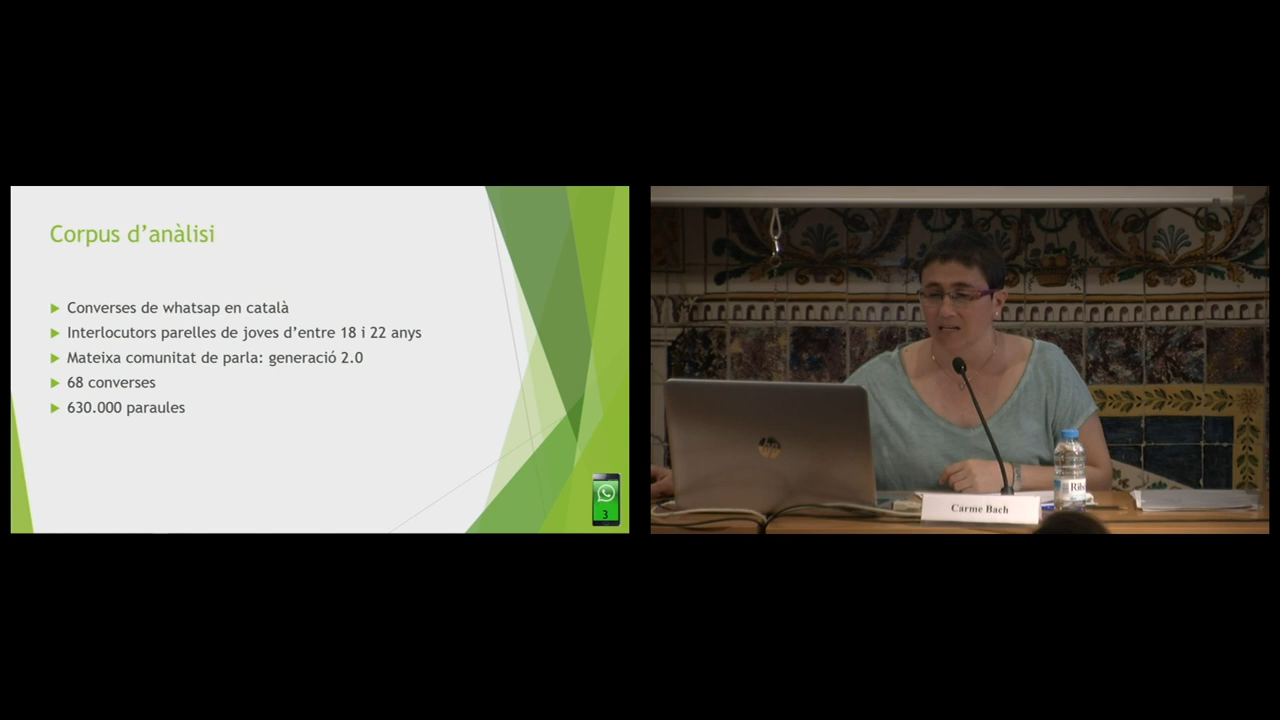 Corpus d'anàlisi
Converses de whatsap en català
Interlocutors parelles de joves d'entre 18 i 22 anys
Mateixa comunitat de parla: generació 2.0
68 converses
630.000 paraules
3
hp
Carme Bach